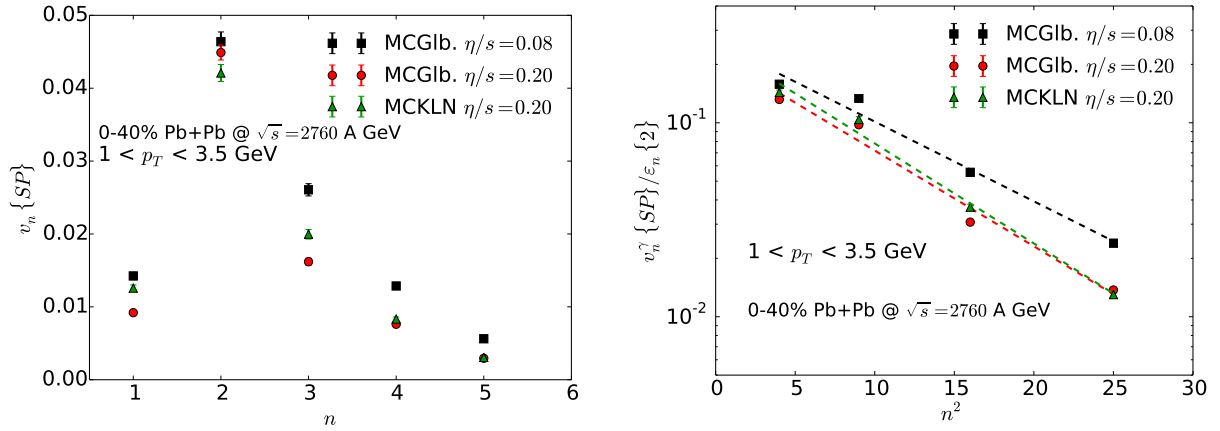 0.05
0.04
0.03
0.02
0.01
0.00
v_n{SP}
MCGlb. η/s=0.08
MCGlb. η/s=0.20
MCKLN η/s=0.20
0-40% Pb+Pb @ √s=2760 A GeV
1 < p_T < 3.5 GeV
1 2 3 4 5 6
n
10^{-1}
10^{-2}
v_n^γ{SP}/ε_n{2}
MCGlb. η/s=0.08
MCGlb. η/s=0.20
MCKLN η/s=0.20
1 < p_T < 3.5 GeV
0-40% Pb+Pb @ √s=2760 A GeV
0 5 10 15 20 25 30
n^2